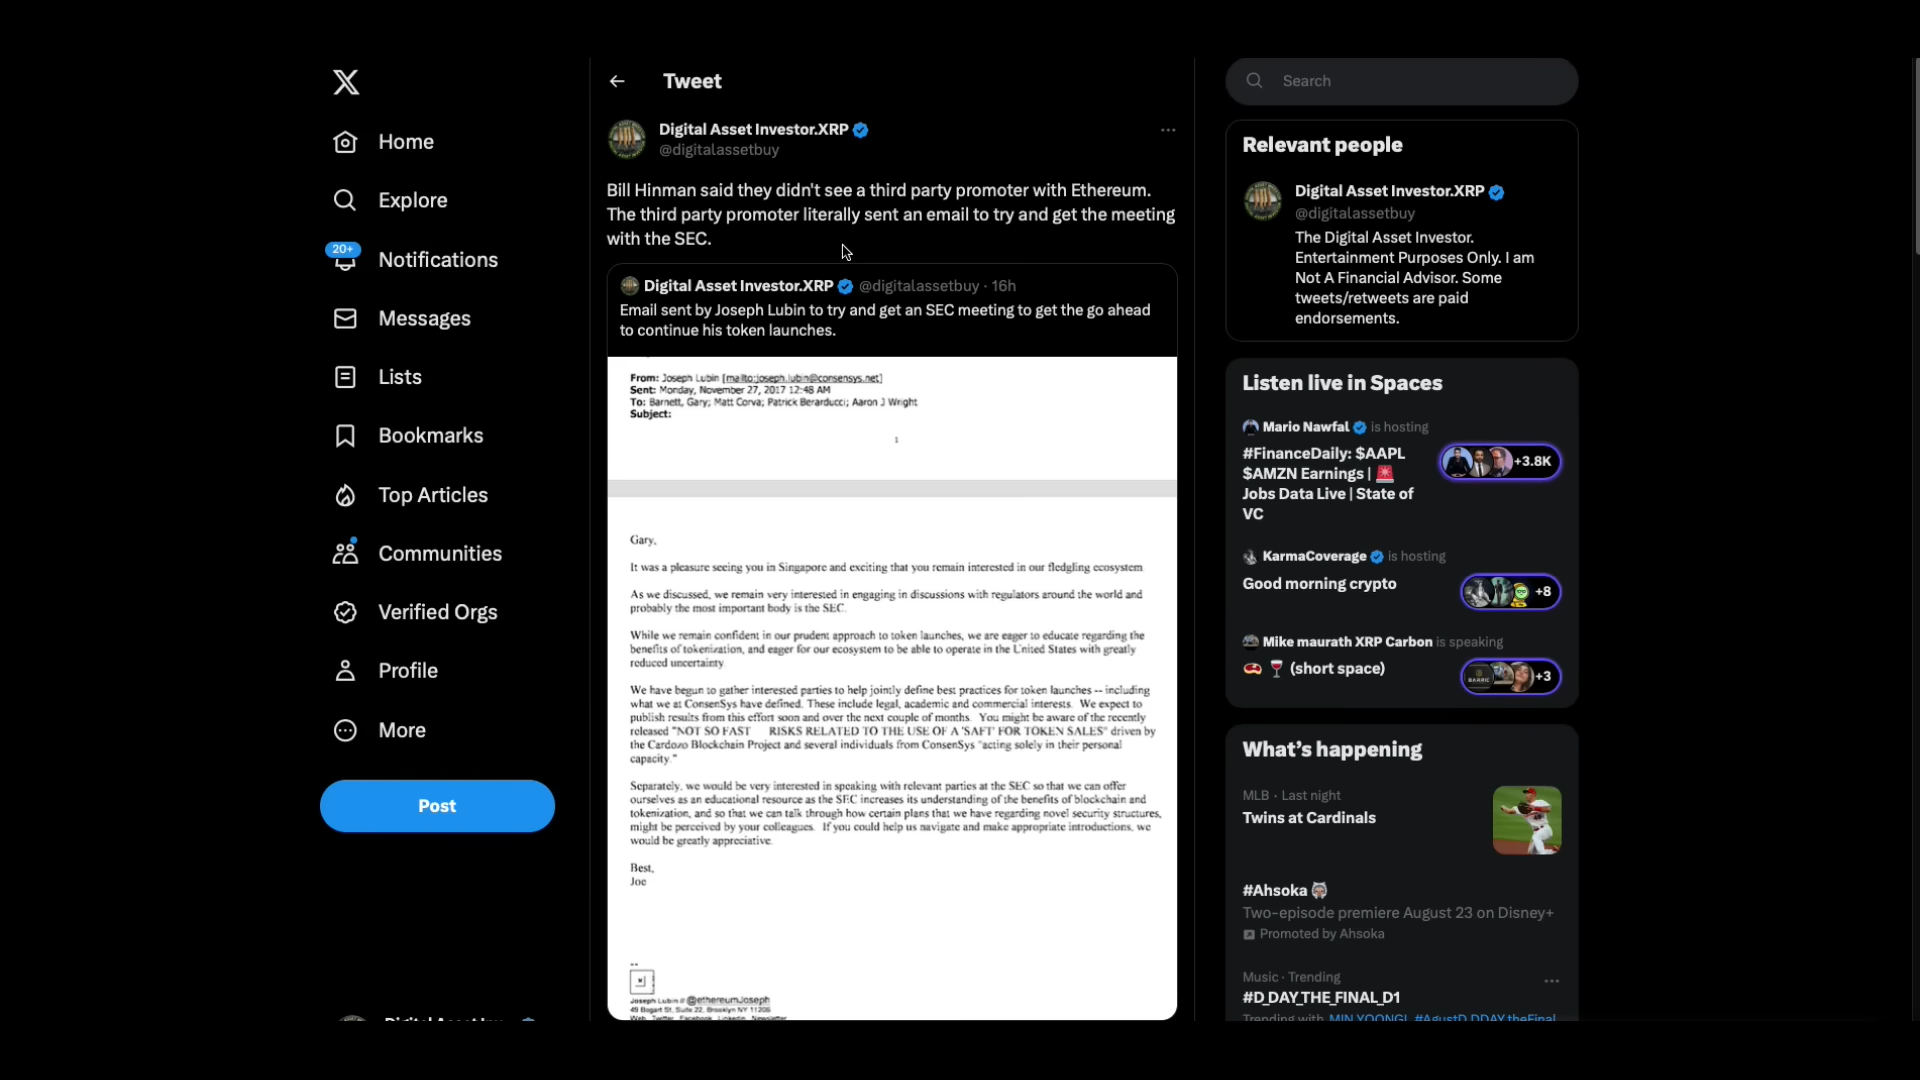 Home
Explore
20+
Notifications
Messages
Lists
Bookmarks
Top Articles
Communities
Verified Orgs
Profile
More
Post
Tweet
Digital Asset Investor.XRP
@digitalassetbuy
Bill Hinman said they didn't see a third party promoter with Ethereum.
The third party promoter literally sent an email to try and get the meeting
with the SEC.
Digital Asset Investor.XRP @digitalassetbuy · 16h
Email sent by Joseph Lubin to try and get an SEC meeting to get the go ahead
to continue his token launches.
From: Joseph Lubin [mailto:joseph.lubin@consensys.net]
Sent: Monday, November 27, 2017 12:48 AM
To: Barnett, Gary; Matt Corva; Patrick Berarducci; Aaron J Wright
Subject:
1
Gary,
It was a pleasure seeing you in Singapore and exciting that you remain interested in our fledgling ecosystem
As we discussed, we remain very interested in engaging in discussions with regulators around the world and
probably the most important body is the SEC.
While we remain confident in our prudent approach to token launches, we are eager to educate regarding the
benefits of tokenization, and eager for our ecosystem to be able to operate in the United States with greatly
reduced uncertainty
We have begun to gather interested parties to help jointly define best practices for token launches -- including
what we at ConsenSys have defined. These include legal, academic and commercial interests. We expect to
publish results from this effort soon and over the next couple of months. You might be aware of the recently
released "NOT SO FAST RISKS RELATED TO THE USE OF A 'SAFT' FOR TOKEN SALES" driven by
the Cardozo Blockchain Project and several individuals from ConsenSys "acting solely in their personal
capacity."
Separately, we would be very interested in speaking with relevant parties at the SEC so that we can offer
ourselves as an educational resource as the SEC increases its understanding of the benefits of blockchain and
tokenization, and so that we can talk through how certain plans that we have regarding novel security structures,
might be perceived by your colleagues. If you could help us navigate and make appropriate introductions, we
would be greatly appreciative.
Best,
Joe
--
Joseph Lubin // @ethereumJoseph
49 Bogart St, Suite 22, Brooklyn NY 11206
Web Twitter Facebook Linkedin Newsletter
Search
Relevant people
Digital Asset Investor.XRP
@digitalassetbuy
The Digital Asset Investor.
Entertainment Purposes Only. I am
Not A Financial Advisor. Some
tweets/retweets are paid
endorsements.
Listen live in Spaces
Mario Nawfal is hosting
#FinanceDaily: $AAPL
$AMZN Earnings | 🚨
Jobs Data Live | State of
VC
+3.8K
KarmaCoverage is hosting
Good morning crypto
+8
Mike maurath XRP Carbon is speaking
🥩 🍷 (short space)
+3
What's happening
MLB · Last night
Twins at Cardinals
#Ahsoka
Two-episode premiere August 23 on Disney+
Promoted by Ahsoka
Music · Trending
#D_DAY_THE_FINAL_D1
Trending with MIN YOONGI, #AgustD_DDAY_theFinal